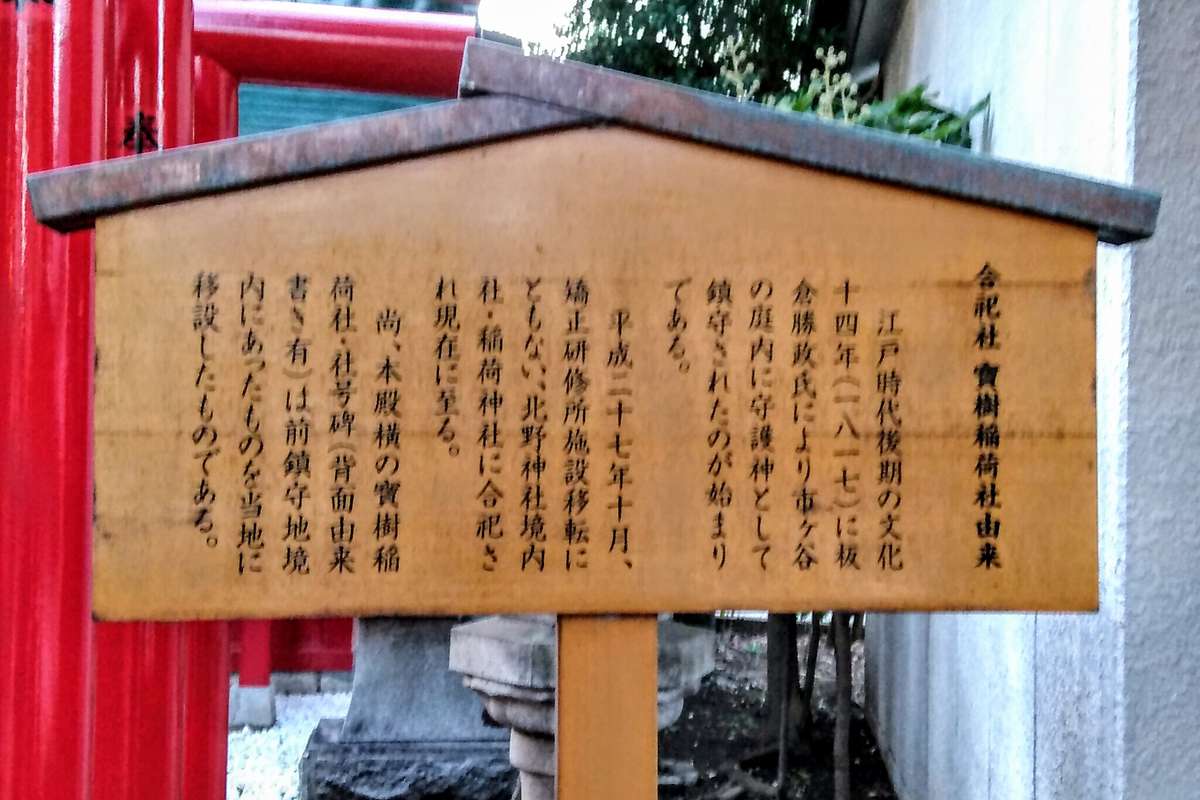 合祀社 寶樹稲荷社由来
江戸時代後期の文化
十四年(一八一七)に板
倉勝政氏により市ヶ谷
の庭内に守護神として
鎮守されたのが始まり
である。
平成二十七年十月、
矯正研修所施設移転に
ともない、北野神社境内
社・稲荷神社に合祀さ
れ現在に至る。
尚、本殿横の寶樹稲
荷社・社号碑(背面由来
書き有)は前鎮守地境
内にあったものを当地に
移設したものである。